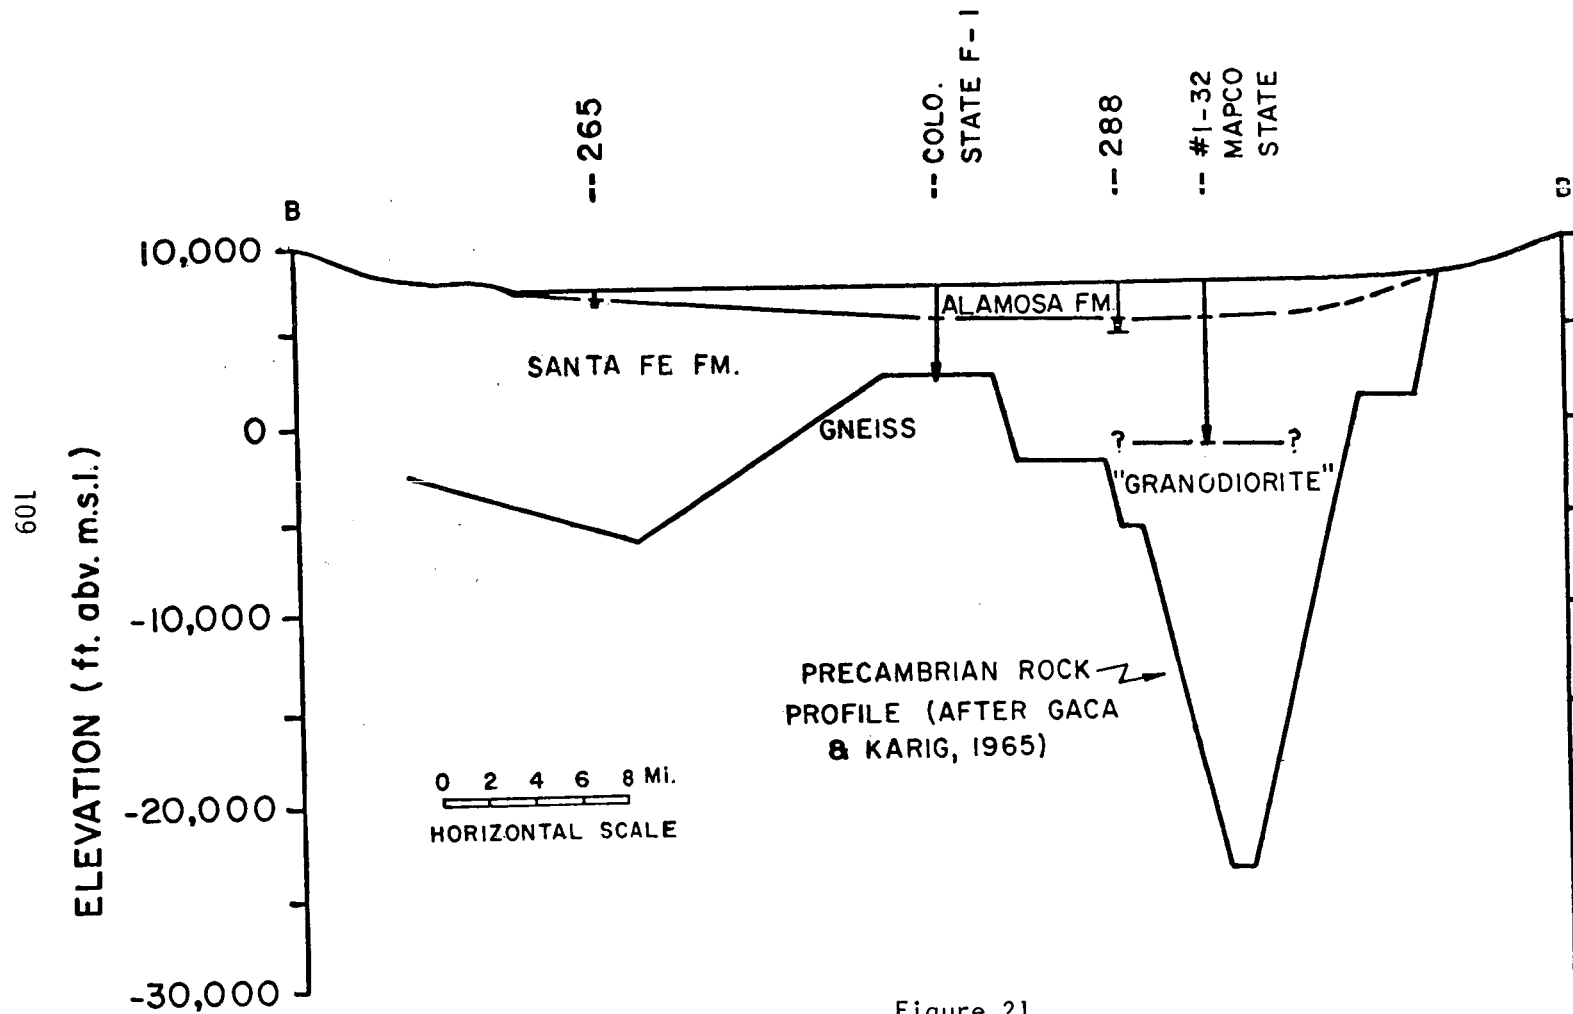 -- COLO.
STATE F-1
-- 265
-- 288
-- #1-32
MAPCO
STATE
B
10,000
ALAMOSA FM.
SANTA FE FM.
0
GNEISS
? ?
"GRANODIORITE"
ELEVATION (ft. abv. m.s.l.)
109
-10,000
PRECAMBRIAN ROCK
PROFILE (AFTER GACA
& KARIG, 1965)
0 2 4 6 8 Mi.
HORIZONTAL SCALE
-20,000
-30,000
Figure 21